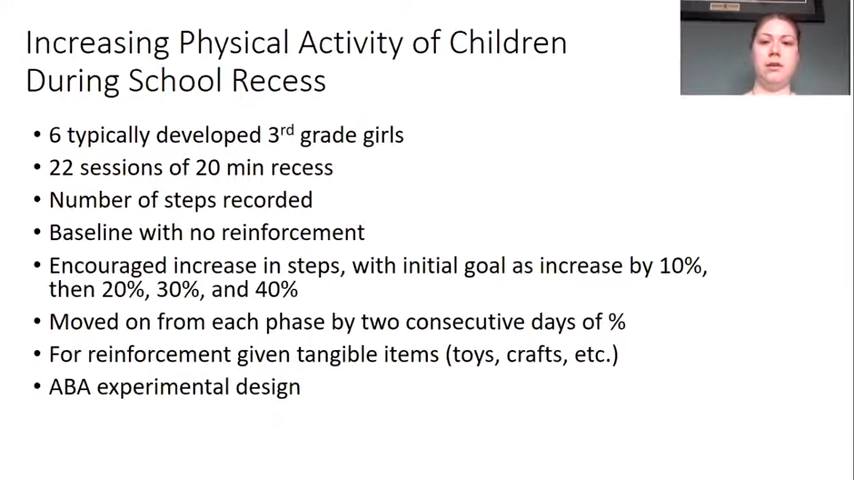 Increasing Physical Activity of Children
During School Recess
• 6 typically developed 3rd grade girls
• 22 sessions of 20 min recess
• Number of steps recorded
• Baseline with no reinforcement
• Encouraged increase in steps, with initial goal as increase by 10%,
then 20%, 30%, and 40%
• Moved on from each phase by two consecutive days of %
• For reinforcement given tangible items (toys, crafts, etc.)
• ABA experimental design